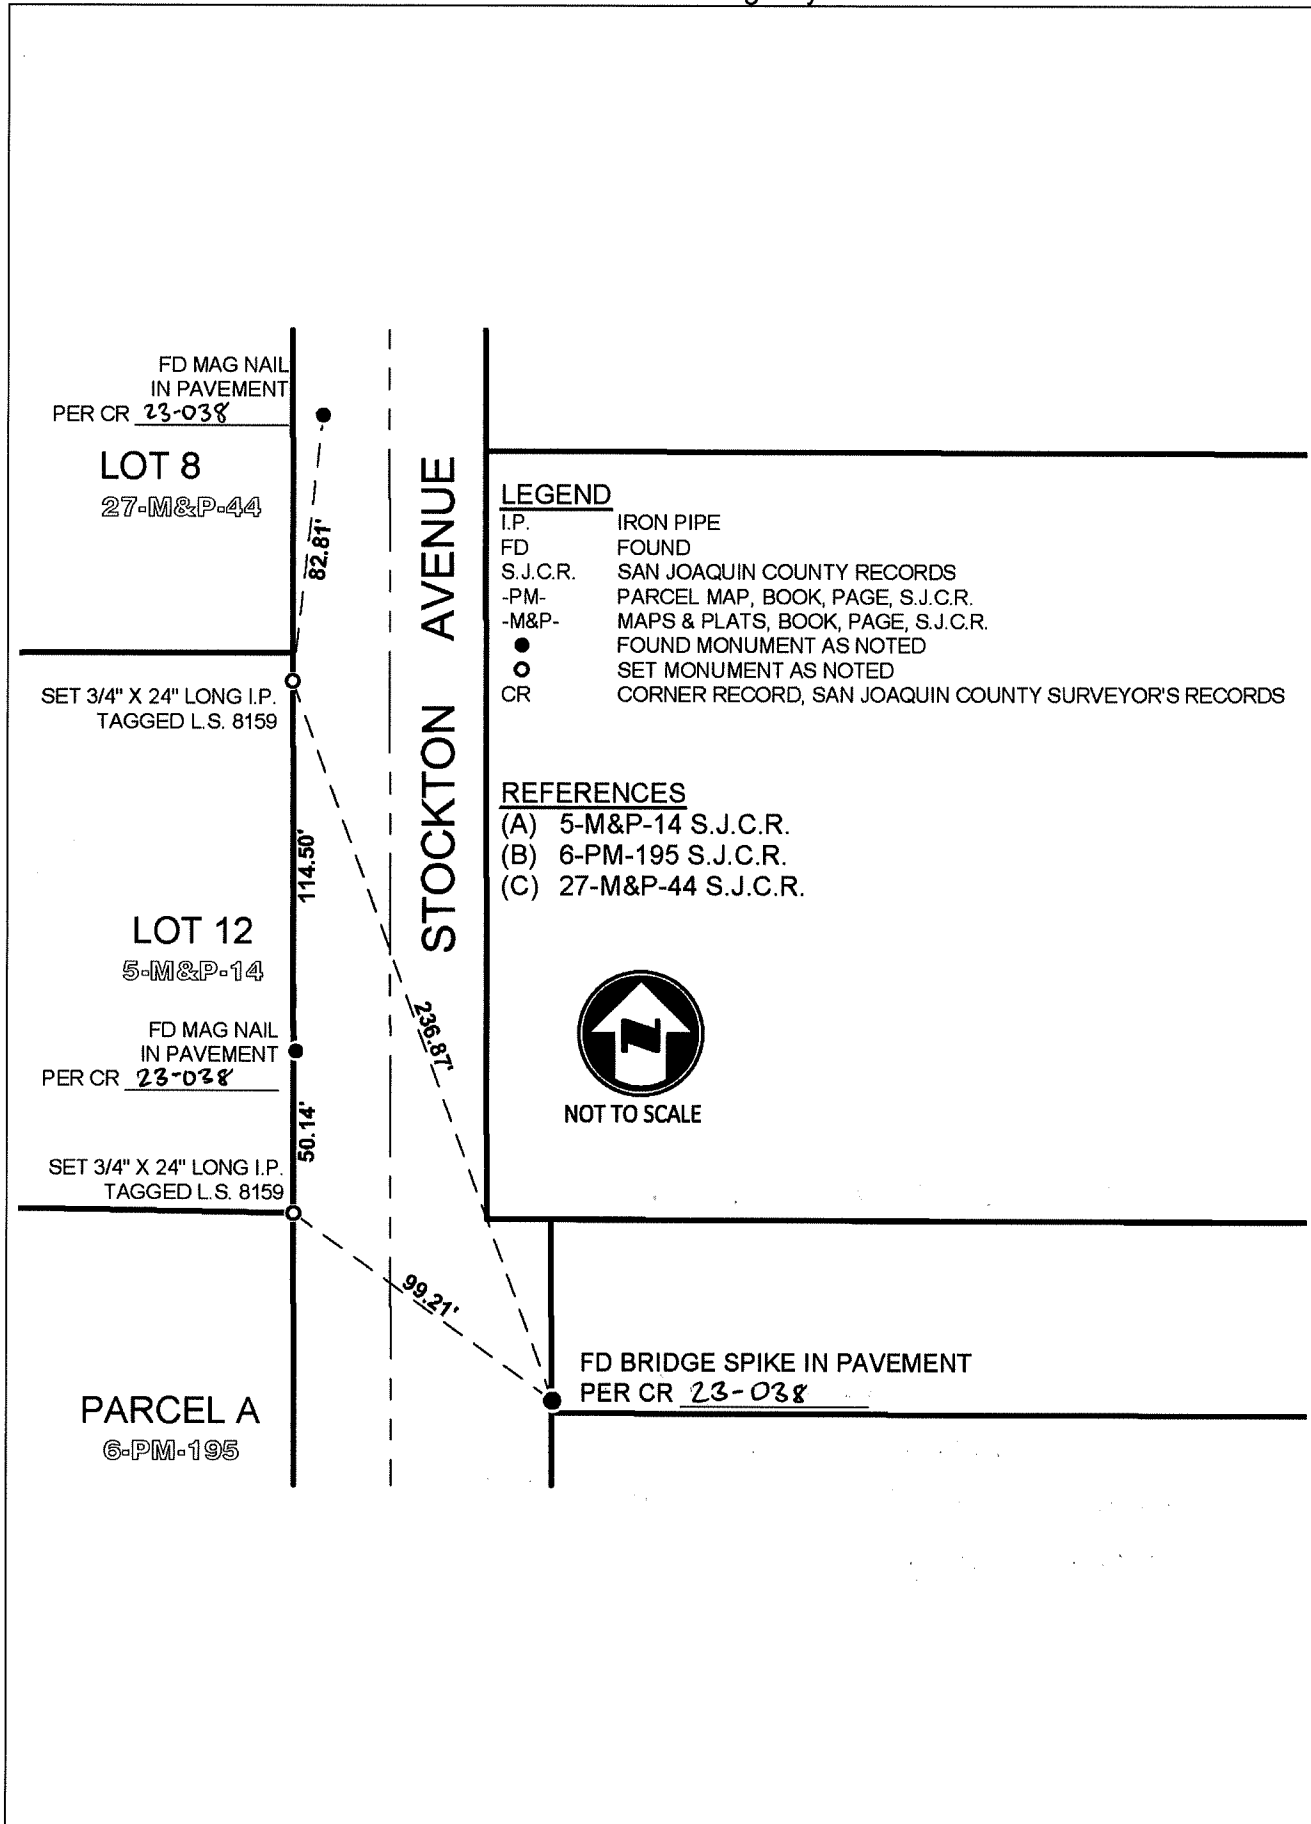 FD MAG NAIL
IN PAVEMENT
PER CR 23-038
LOT 8
27-M&P-44
82.81'
SET 3/4" X 24" LONG I.P.
TAGGED L.S. 8159
114.50'
LOT 12
5-M&P-14
FD MAG NAIL
IN PAVEMENT
PER CR 23-038
50.14'
SET 3/4" X 24" LONG I.P.
TAGGED L.S. 8159
PARCEL A
6-PM-195
STOCKTON AVENUE
236.87'
99.21'
LEGEND
I.P. IRON PIPE
FD FOUND
S.J.C.R. SAN JOAQUIN COUNTY RECORDS
-PM- PARCEL MAP, BOOK, PAGE, S.J.C.R.
-M&P- MAPS & PLATS, BOOK, PAGE, S.J.C.R.
● FOUND MONUMENT AS NOTED
○ SET MONUMENT AS NOTED
CR CORNER RECORD, SAN JOAQUIN COUNTY SURVEYOR'S RECORDS
REFERENCES
(A) 5-M&P-14 S.J.C.R.
(B) 6-PM-195 S.J.C.R.
(C) 27-M&P-44 S.J.C.R.
N
NOT TO SCALE
FD BRIDGE SPIKE IN PAVEMENT
PER CR 23-038